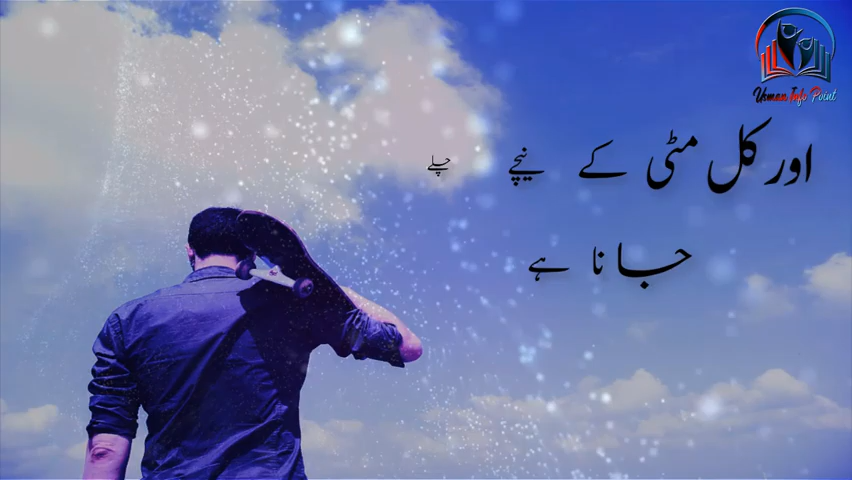 Usman Info Point
اور کل مٹی کے نیچے چلے
جانا ہے